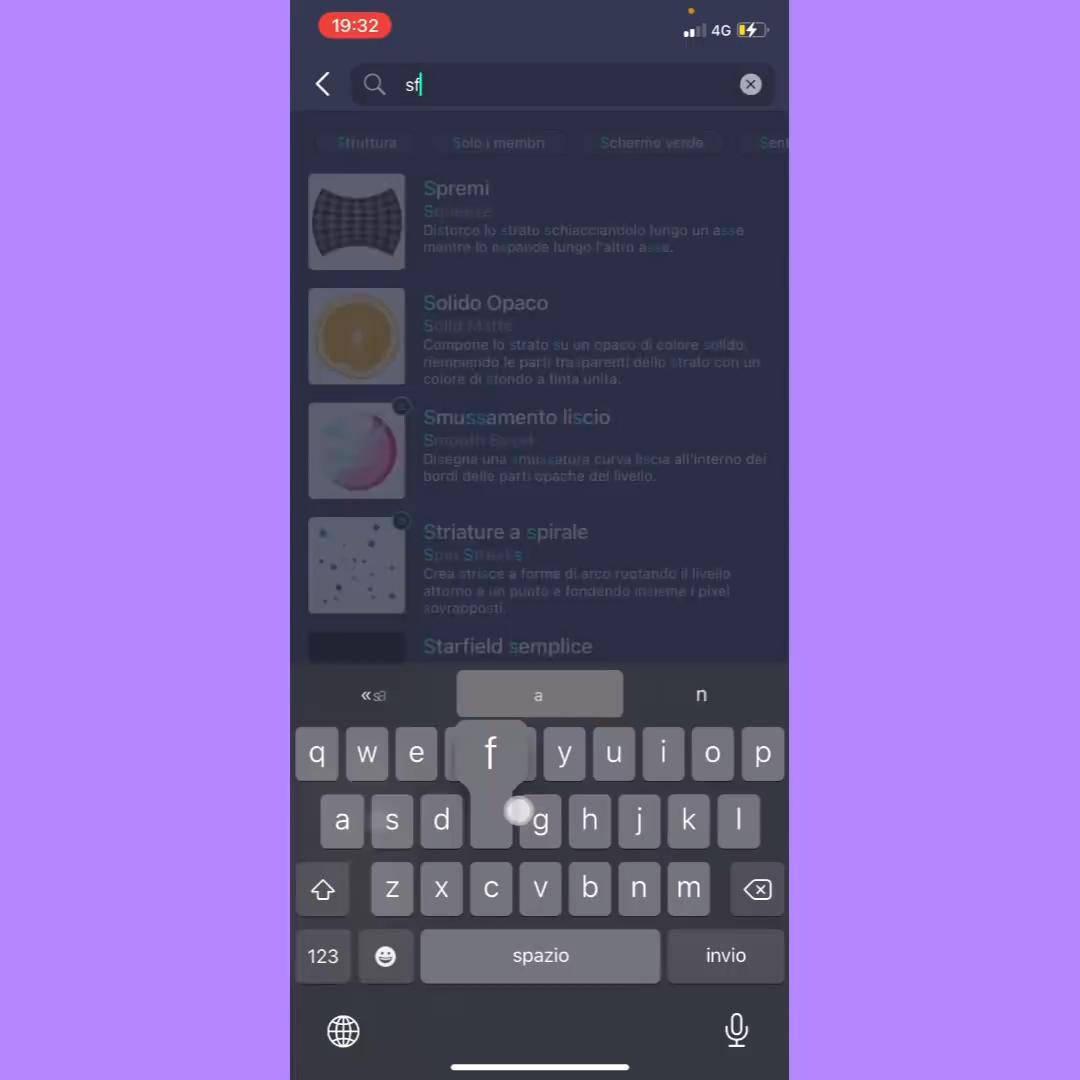 19:32
4G
sf
Struttura
Solo i membri
Schermo verde
Sent
Spremi
Squeeze
Distorce lo strato schiacciandolo lungo un asse
mentre lo espande lungo l'altro asse.
Solido Opaco
Solid Matte
Compone lo strato su un opaco di colore solido,
riempiendo le parti trasparenti dello strato con un
colore di sfondo a tinta unita.
Smussamento liscio
Smooth Bevel
Disegna una smussatura curva liscia all'interno dei
bordi delle parti opache del livello.
Striature a spirale
Spin Streaks
Crea strisce a forma di arco ruotando il livello
attorno a un punto e fondendo insieme i pixel
sovrapposti.
Starfield semplice
a
n
q w e f y u i o p
a s d g h j k l
z x c v b n m
123
spazio
invio